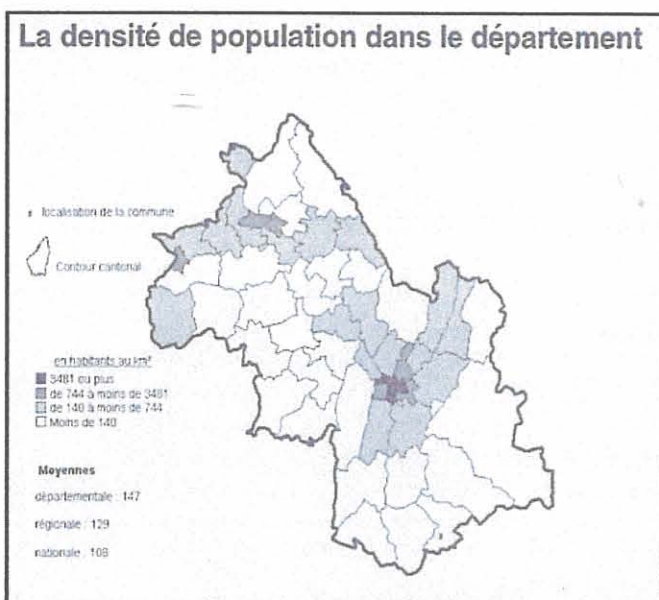 La densité de population dans le département
localisation de la commune
Contour cantonal
en habitants au km²
3481 ou plus
de 744 à moins de 3481
de 140 à moins de 744
Moins de 140
Moyennes
départementale : 147
régionale : 129
nationale : 108